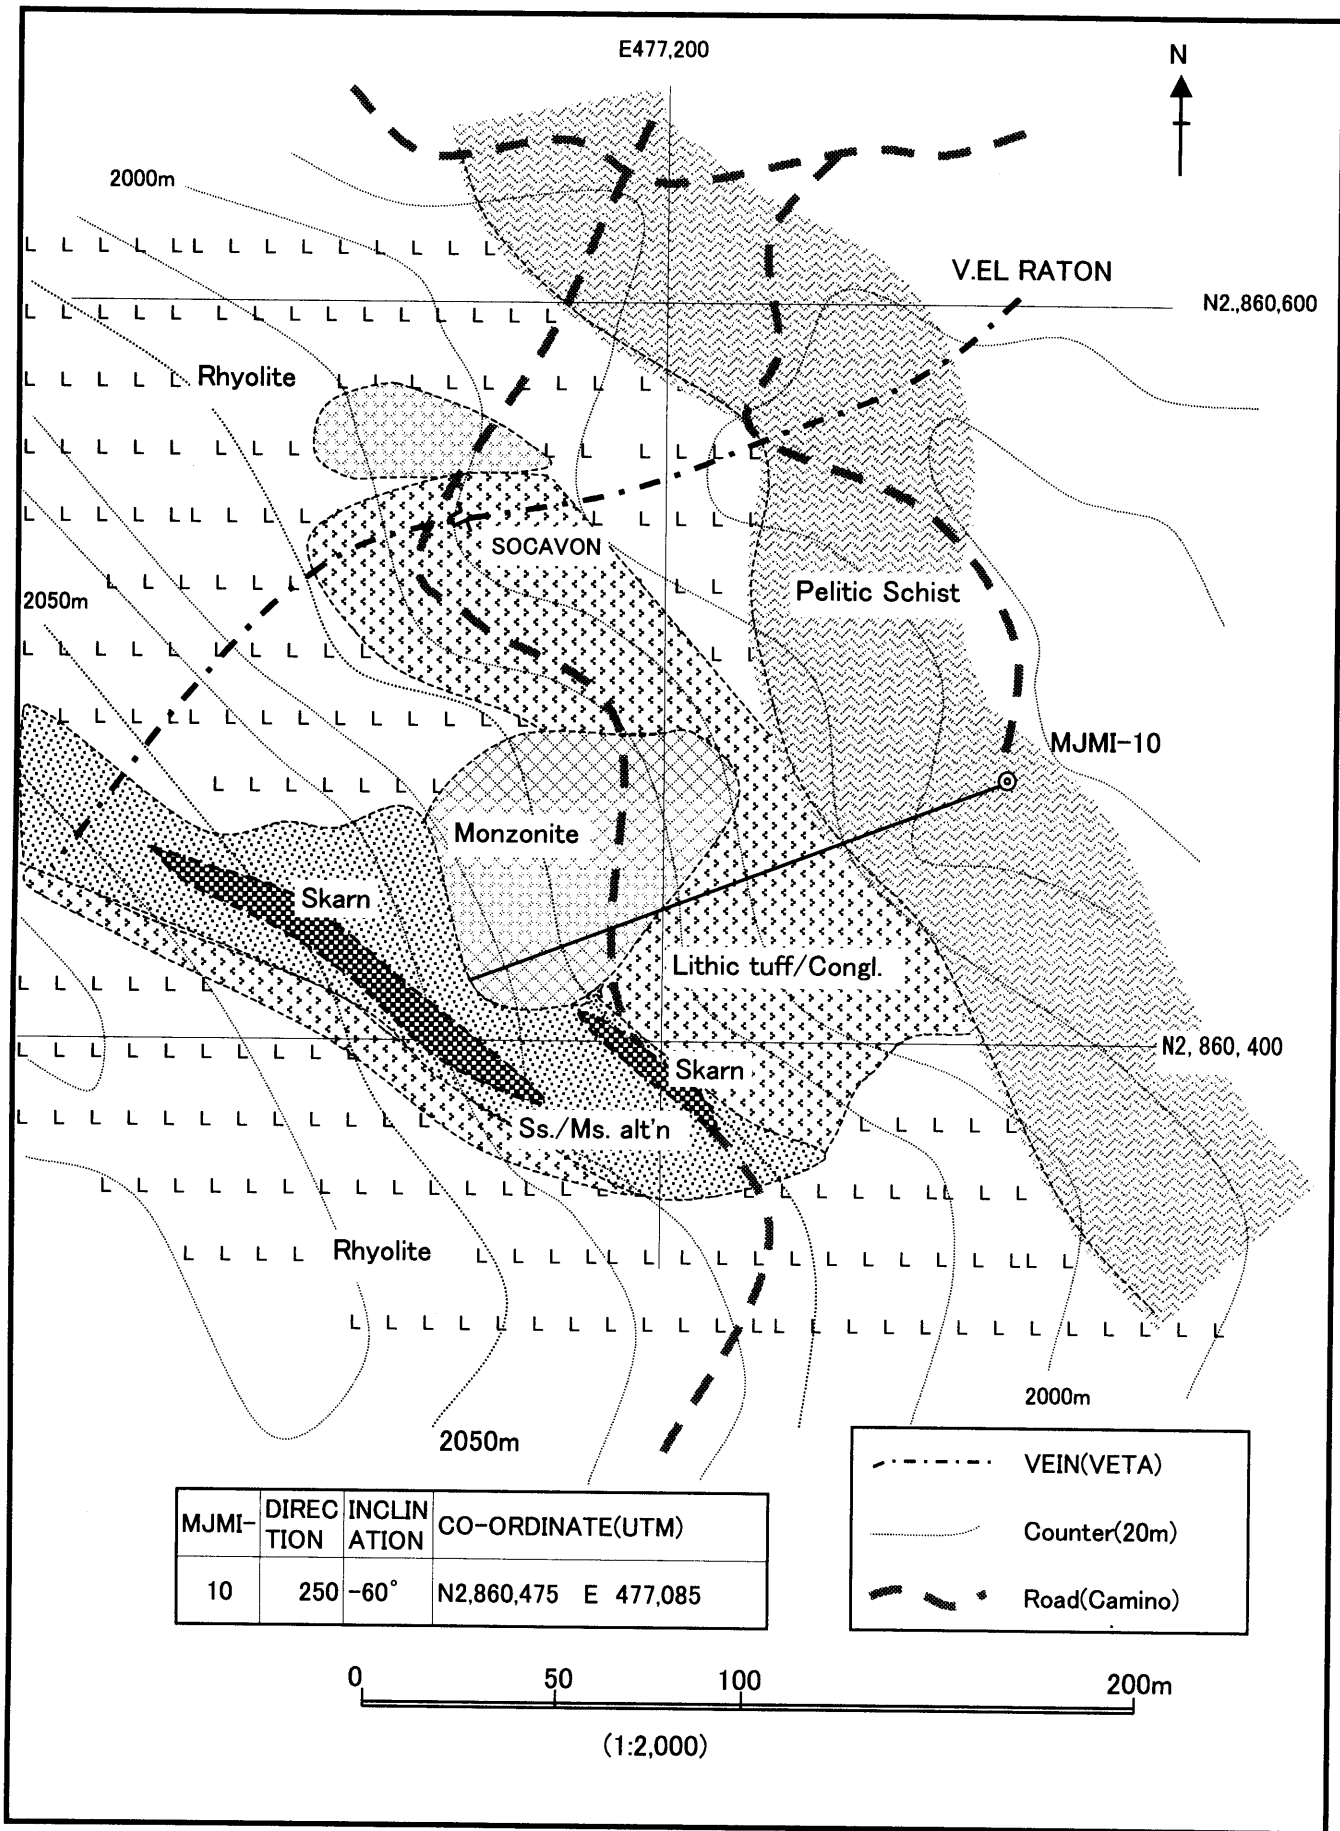 E477,200
N
2000m
V.EL RATON
N2.,860,600
Rhyolite
SOCAVON
Pelitic Schist
2050m
MJMI-10
Monzonite
Skarn
Lithic tuff/Congl.
N2, 860, 400
Skarn
Ss./Ms. alt'n
Rhyolite
2000m
2050m
VEIN(VETA)
Counter(20m)
Road(Camino)
MJMI- DIREC TION INCLIN ATION CO-ORDINATE(UTM)
10 250 -60° N2,860,475 E 477,085
0 50 100 200m
(1:2,000)